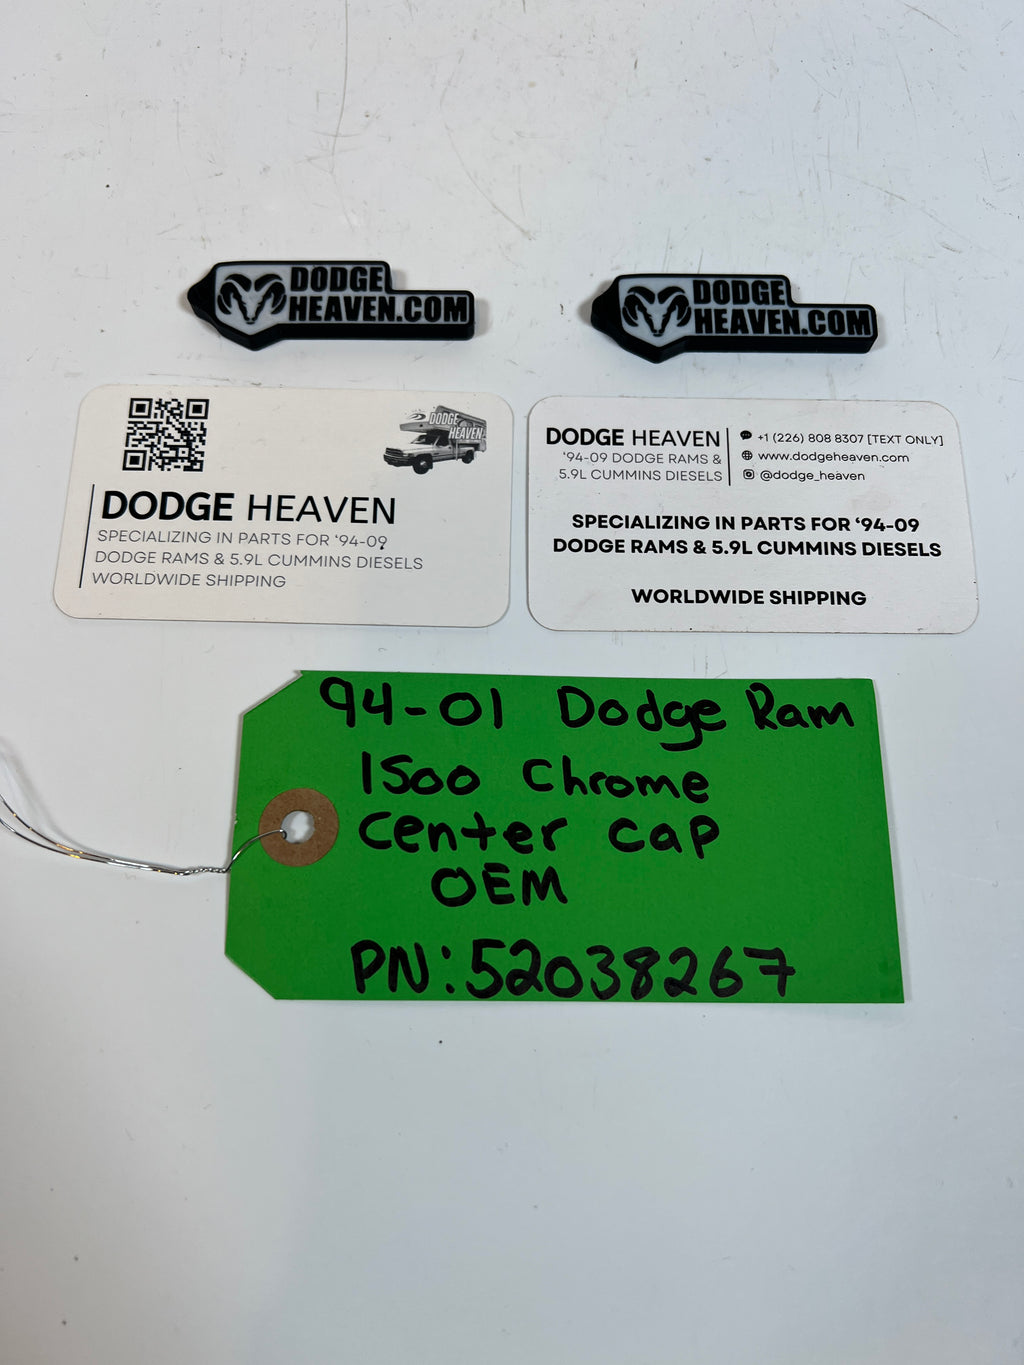 DODGE
HEAVEN.COM
DODGE
HEAVEN.COM
DODGE
HEAVEN
DODGE HEAVEN
SPECIALIZING IN PARTS FOR ‘94-09
DODGE RAMS & 5.9L CUMMINS DIESELS
WORLDWIDE SHIPPING
DODGE HEAVEN
‘94-09 DODGE RAMS &
5.9L CUMMINS DIESELS
+1 (226) 808 8307 [TEXT ONLY]
www.dodgeheaven.com
@dodge_heaven
SPECIALIZING IN PARTS FOR ‘94-09
DODGE RAMS & 5.9L CUMMINS DIESELS
WORLDWIDE SHIPPING
94-01 Dodge Ram
1500 Chrome
Center Cap
OEM
PN:52038267